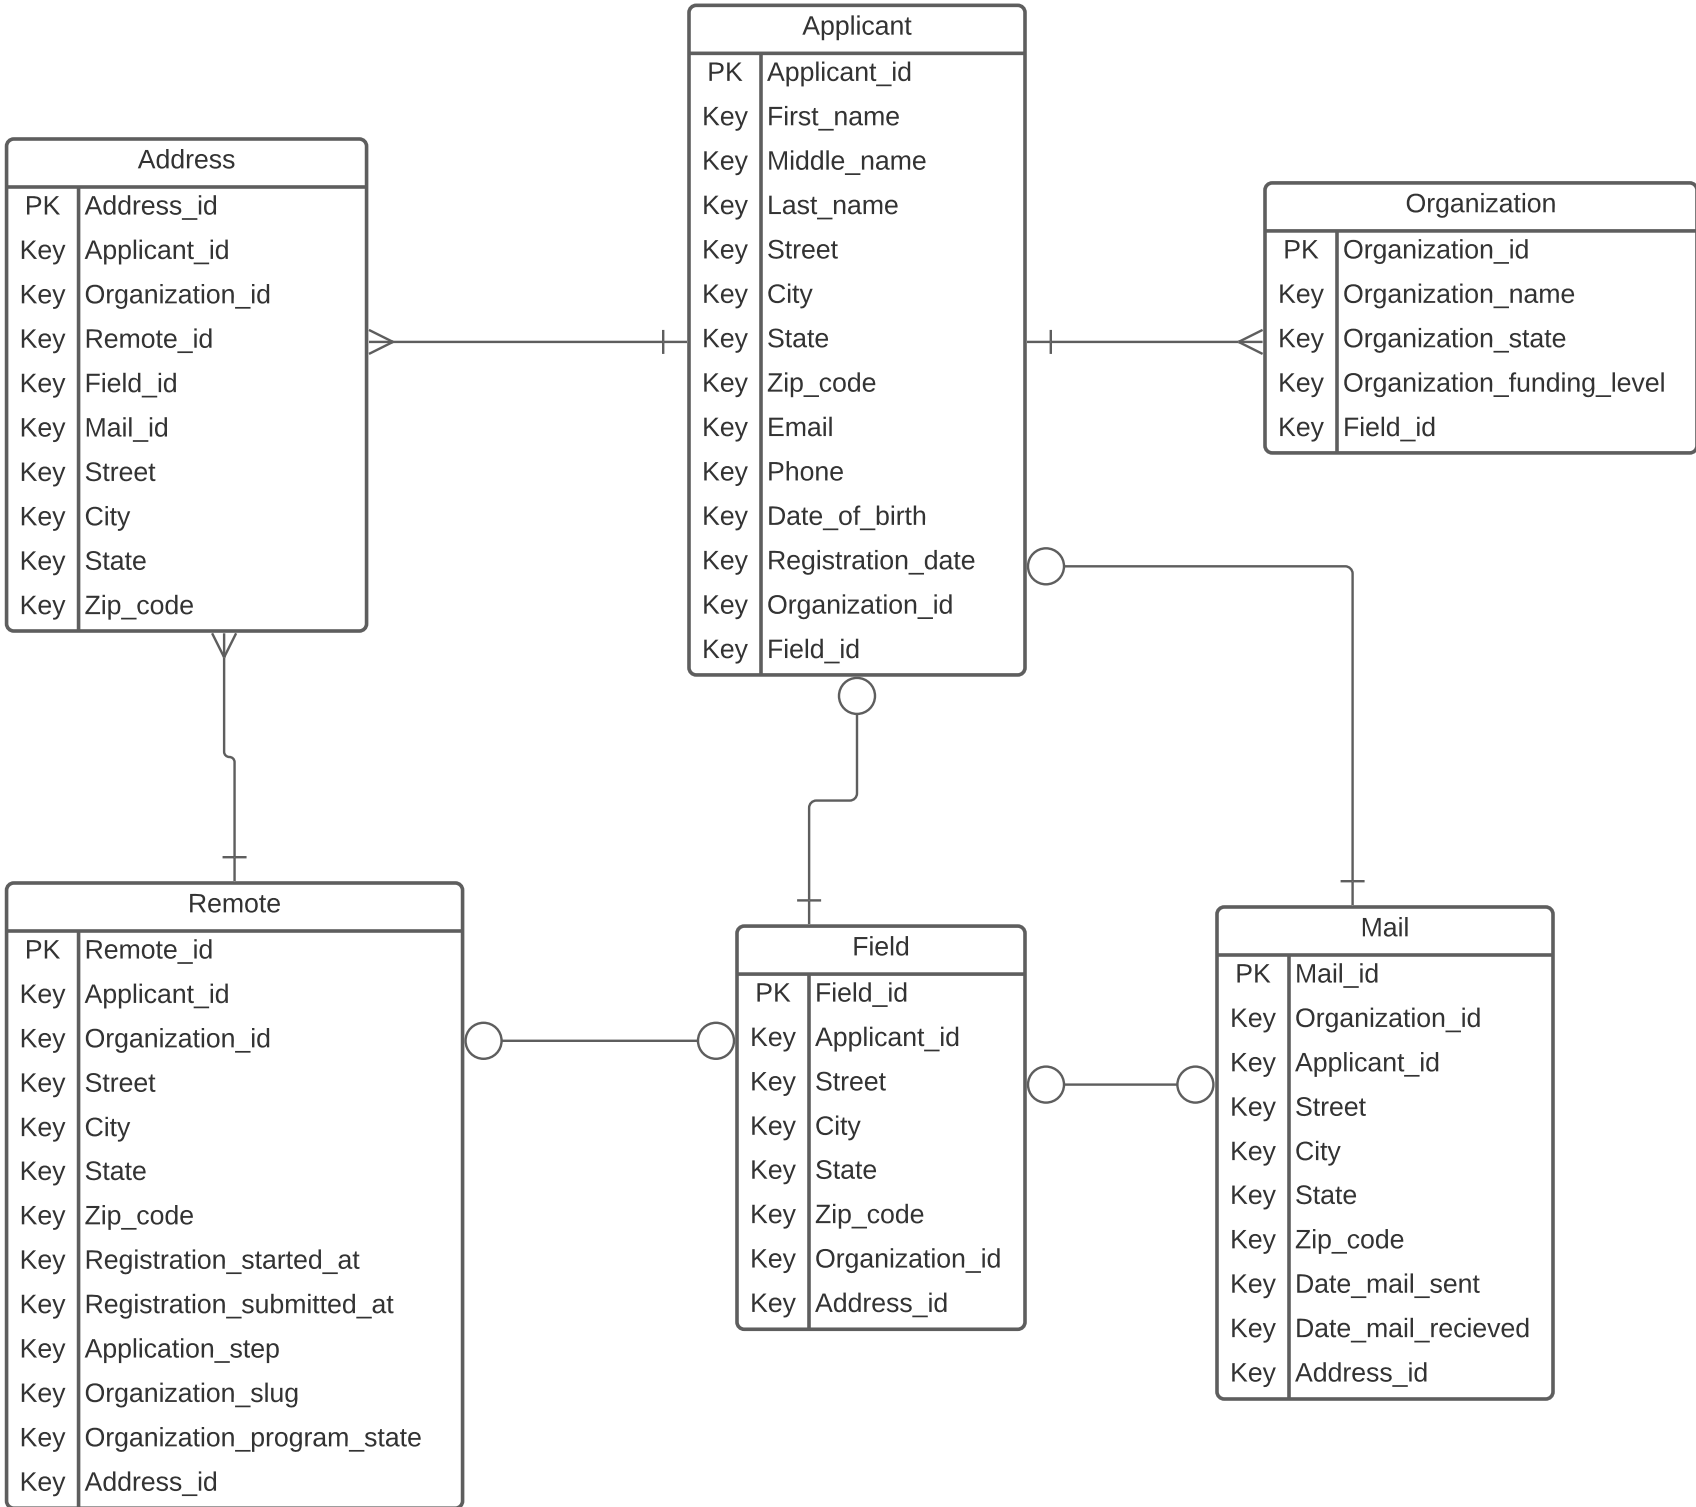 Applicant
PK Applicant_id
Key First_name
Key Middle_name
Key Last_name
Key Street
Key City
Key State
Key Zip_code
Key Email
Key Phone
Key Date_of_birth
Key Registration_date
Key Organization_id
Key Field_id
Address
PK Address_id
Key Applicant_id
Key Organization_id
Key Remote_id
Key Field_id
Key Mail_id
Key Street
Key City
Key State
Key Zip_code
Organization
PK Organization_id
Key Organization_name
Key Organization_state
Key Organization_funding_level
Key Field_id
Remote
PK Remote_id
Key Applicant_id
Key Organization_id
Key Street
Key City
Key State
Key Zip_code
Key Registration_started_at
Key Registration_submitted_at
Key Application_step
Key Organization_slug
Key Organization_program_state
Key Address_id
Field
PK Field_id
Key Applicant_id
Key Street
Key City
Key State
Key Zip_code
Key Organization_id
Key Address_id
Mail
PK Mail_id
Key Organization_id
Key Applicant_id
Key Street
Key City
Key State
Key Zip_code
Key Date_mail_sent
Key Date_mail_recieved
Key Address_id